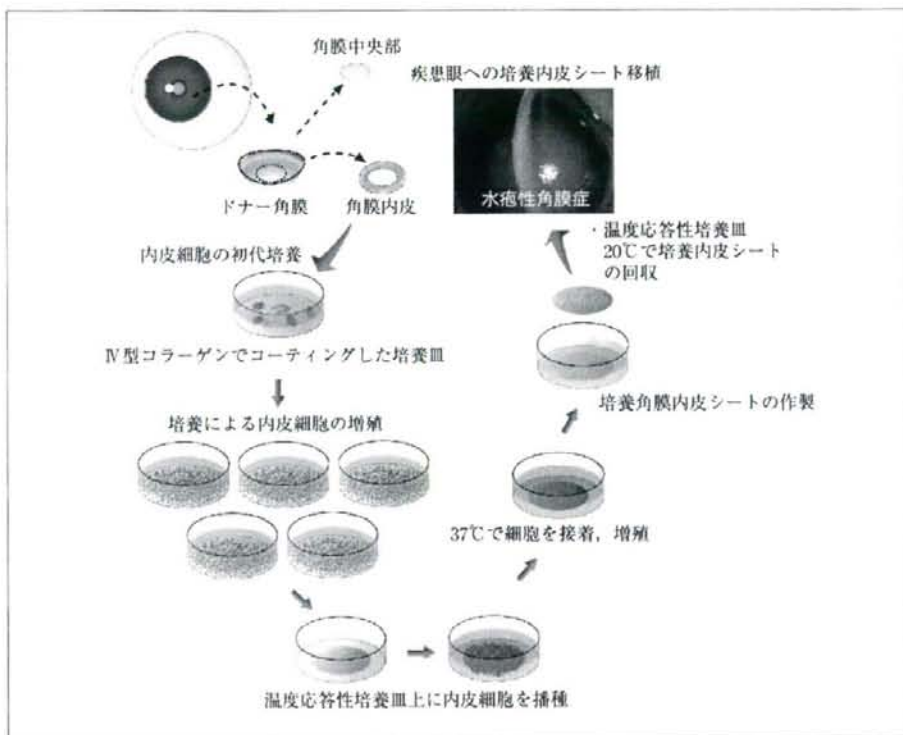 角膜中央部
疾患眼への培養内皮シート移植
水疱性角膜症
ドナー角膜
角膜内皮
・温度応答性培養皿
20℃で培養内皮シート
の回収
内皮細胞の初代培養
Ⅳ型コラーゲンでコーティングした培養皿
培養角膜内皮シートの作製
培養による内皮細胞の増殖
37℃で細胞を接着，増殖
温度応答性培養皿上に内皮細胞を播種